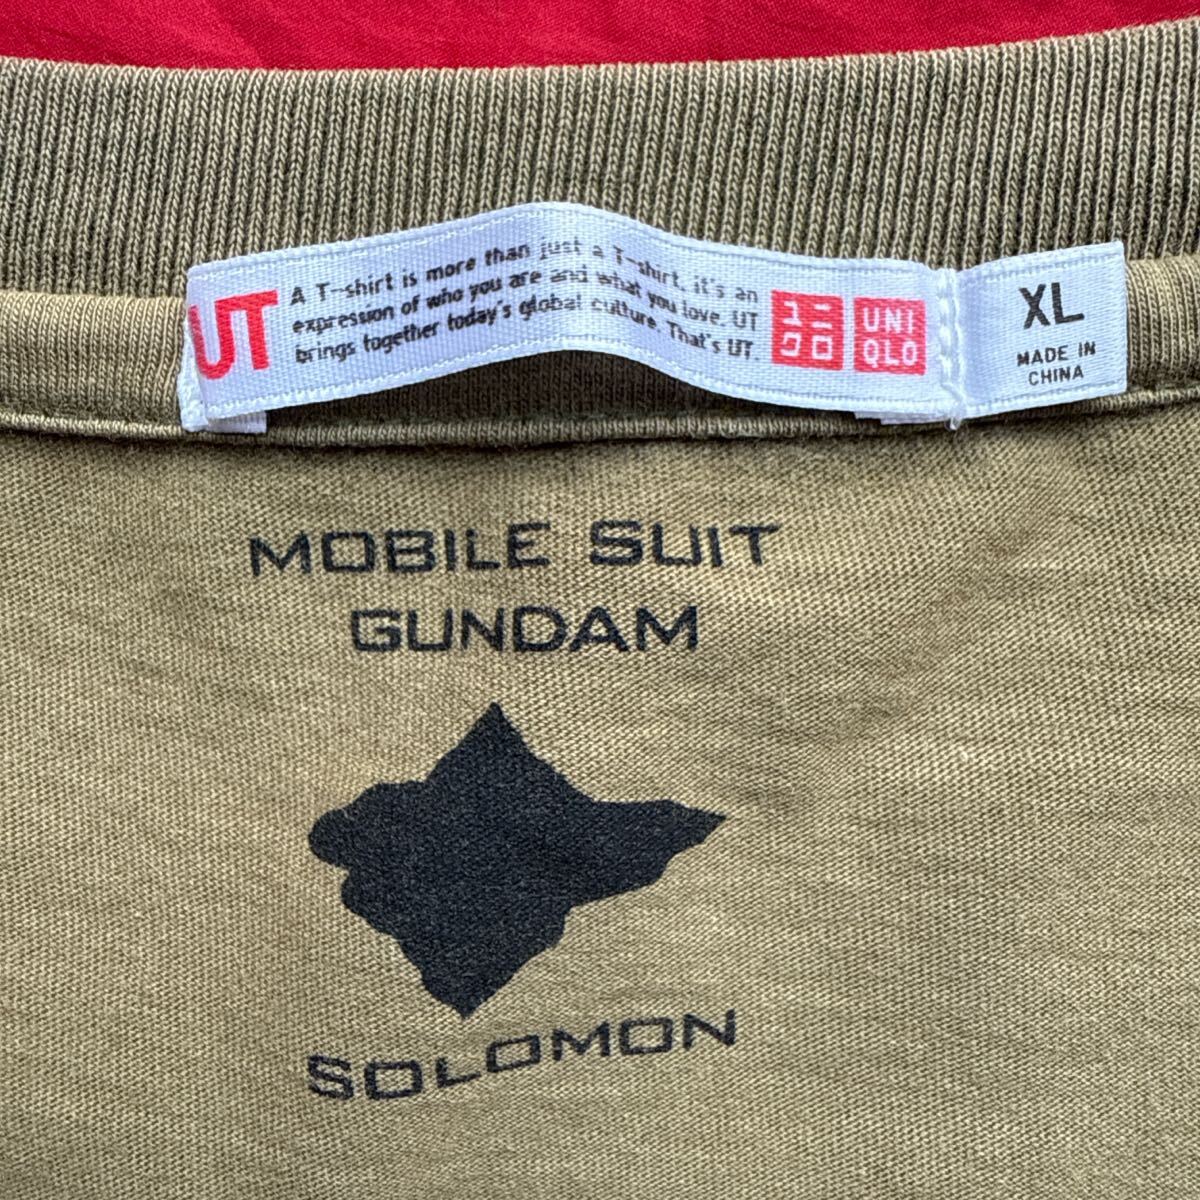 UT
A T-shirt is more than just a T-shirt, it's an
expression of who you are and what you love. UT
brings together today's global culture. That's UT.
ユニ
クロ
UNI
QLO
XL
MADE IN
CHINA
MOBILE SUIT
GUNDAM
SOLOMON